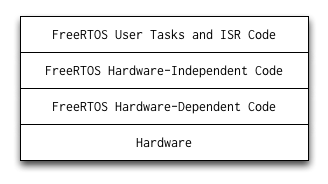 FreeRTOS User Tasks and ISR Code
FreeRTOS Hardware-Independent Code
FreeRTOS Hardware-Dependent Code
Hardware